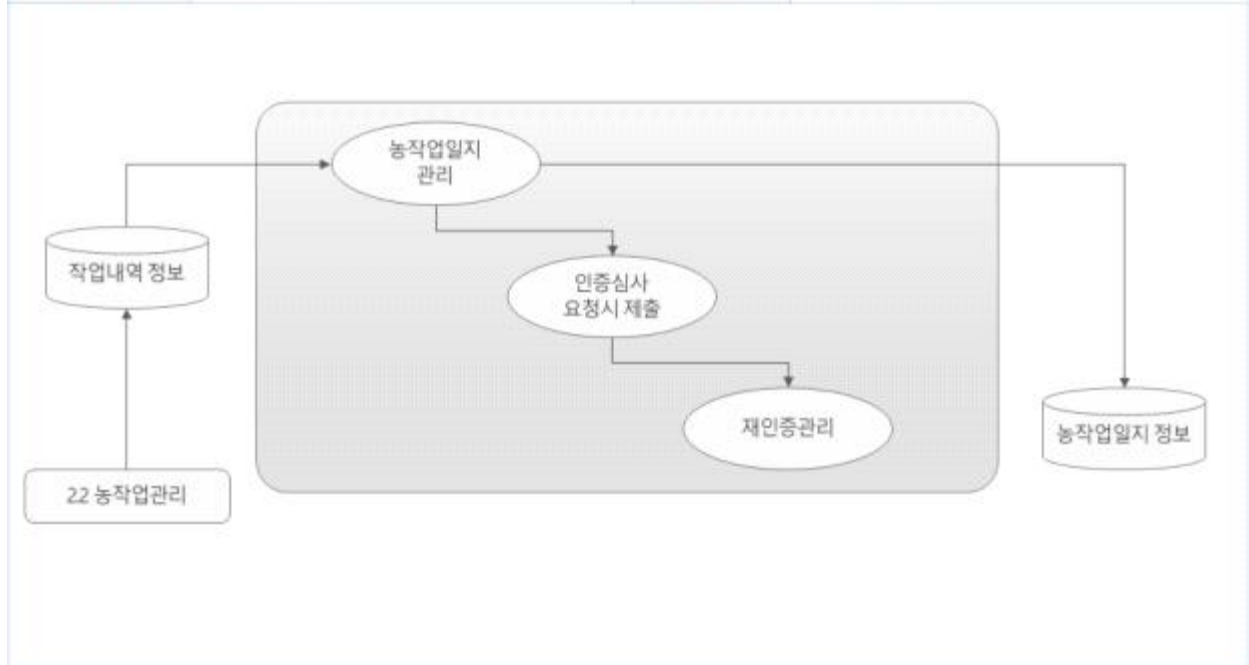 농작업일지
관리
작업내역 정보
인증심사
요청시 제출
재인증관리
농작업일지 정보
2.2 농작업관리